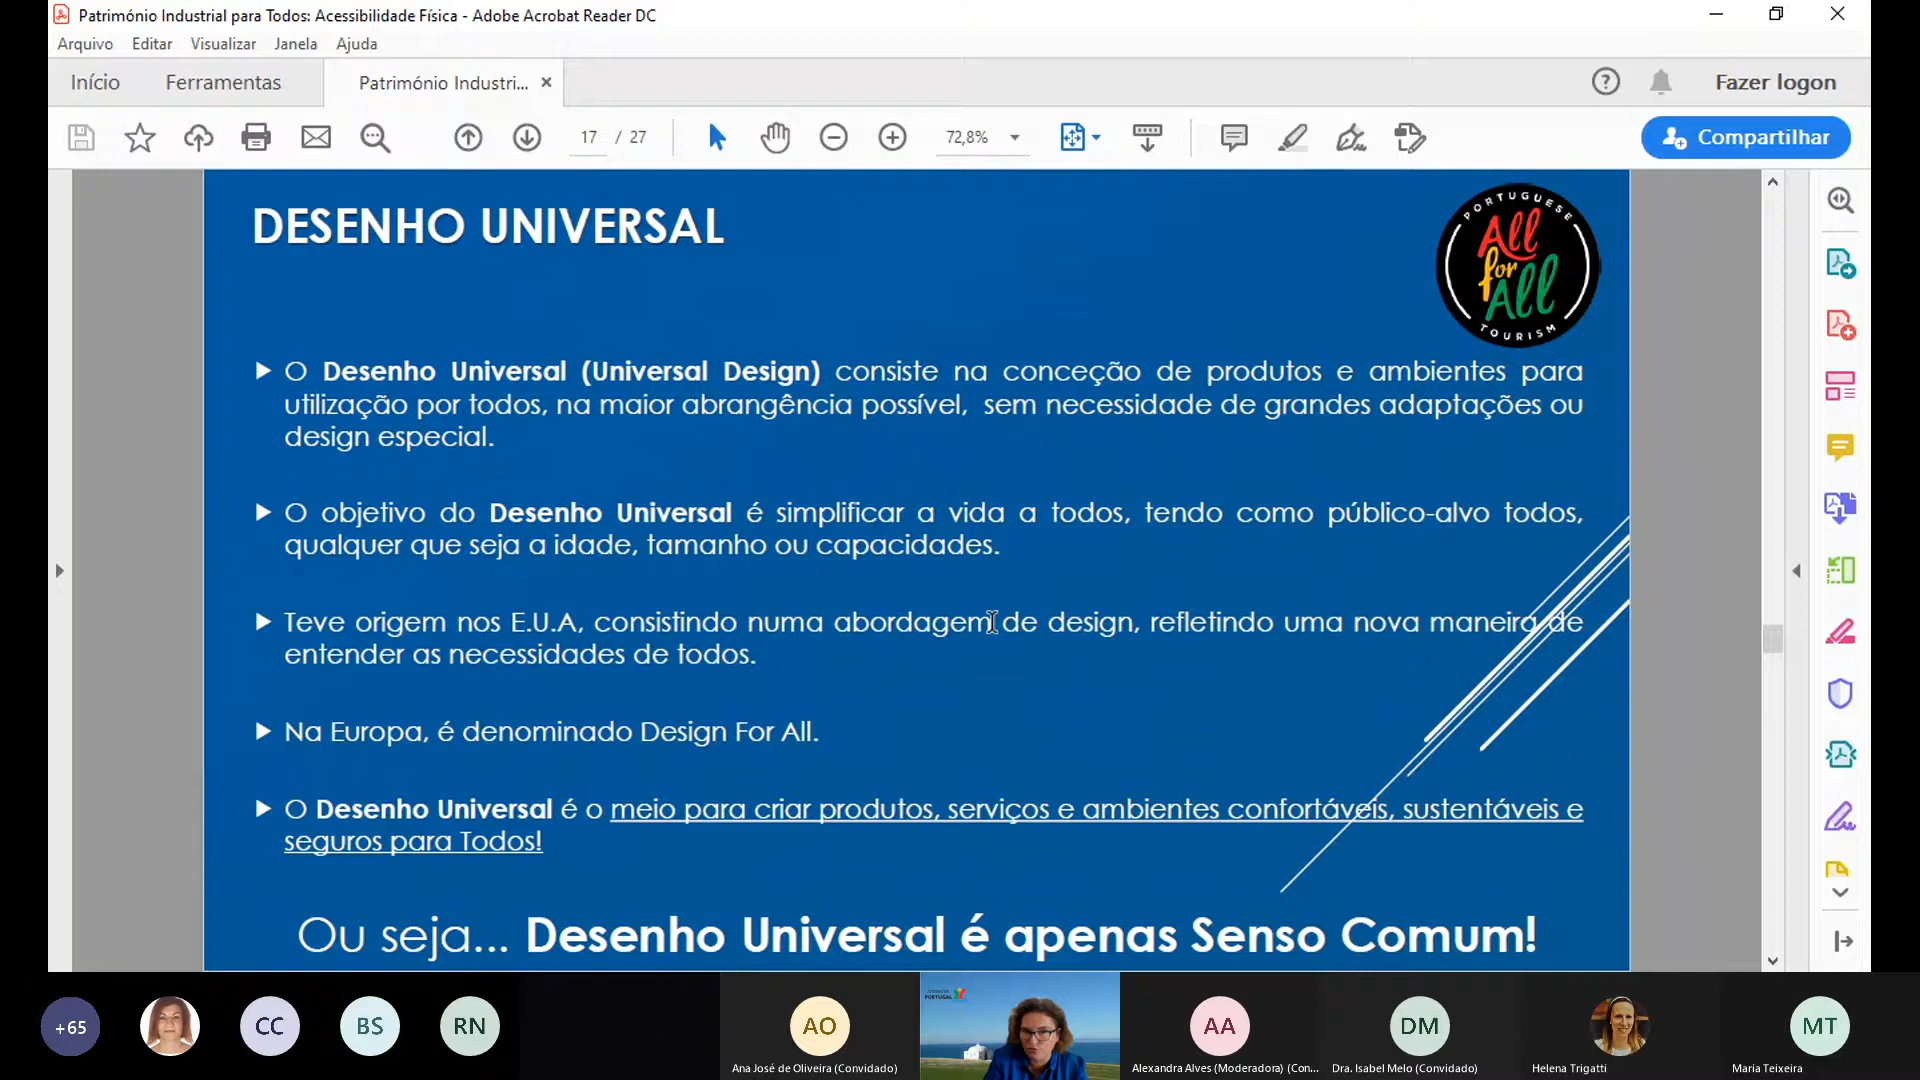 Património Industrial para Todos: Acessibilidade Física - Adobe Acrobat Reader DC
Arquivo Editar Visualizar Janela Ajuda
Início Ferramentas Património Industri... Fazer logon
17 / 27 72,8% Compartilhar
DESENHO UNIVERSAL
PORTUGUESE
All
for
All
TOURISM
O Desenho Universal (Universal Design) consiste na conceção de produtos e ambientes para
utilização por todos, na maior abrangência possível, sem necessidade de grandes adaptações ou
design especial.
O objetivo do Desenho Universal é simplificar a vida a todos, tendo como público-alvo todos,
qualquer que seja a idade, tamanho ou capacidades.
Teve origem nos E.U.A, consistindo numa abordagem de design, refletindo uma nova maneira de
entender as necessidades de todos.
Na Europa, é denominado Design For All.
O Desenho Universal é o meio para criar produtos, serviços e ambientes confortáveis, sustentáveis e
seguros para Todos!
Ou seja... Desenho Universal é apenas Senso Comum!
+65 CC BS RN AO PORTUGAL AA DM MT
Ana José de Oliveira (Convidado) Alexandra Alves (Moderadora) (Con... Dra. Isabel Melo (Convidado) Helena Trigatti Maria Teixeira